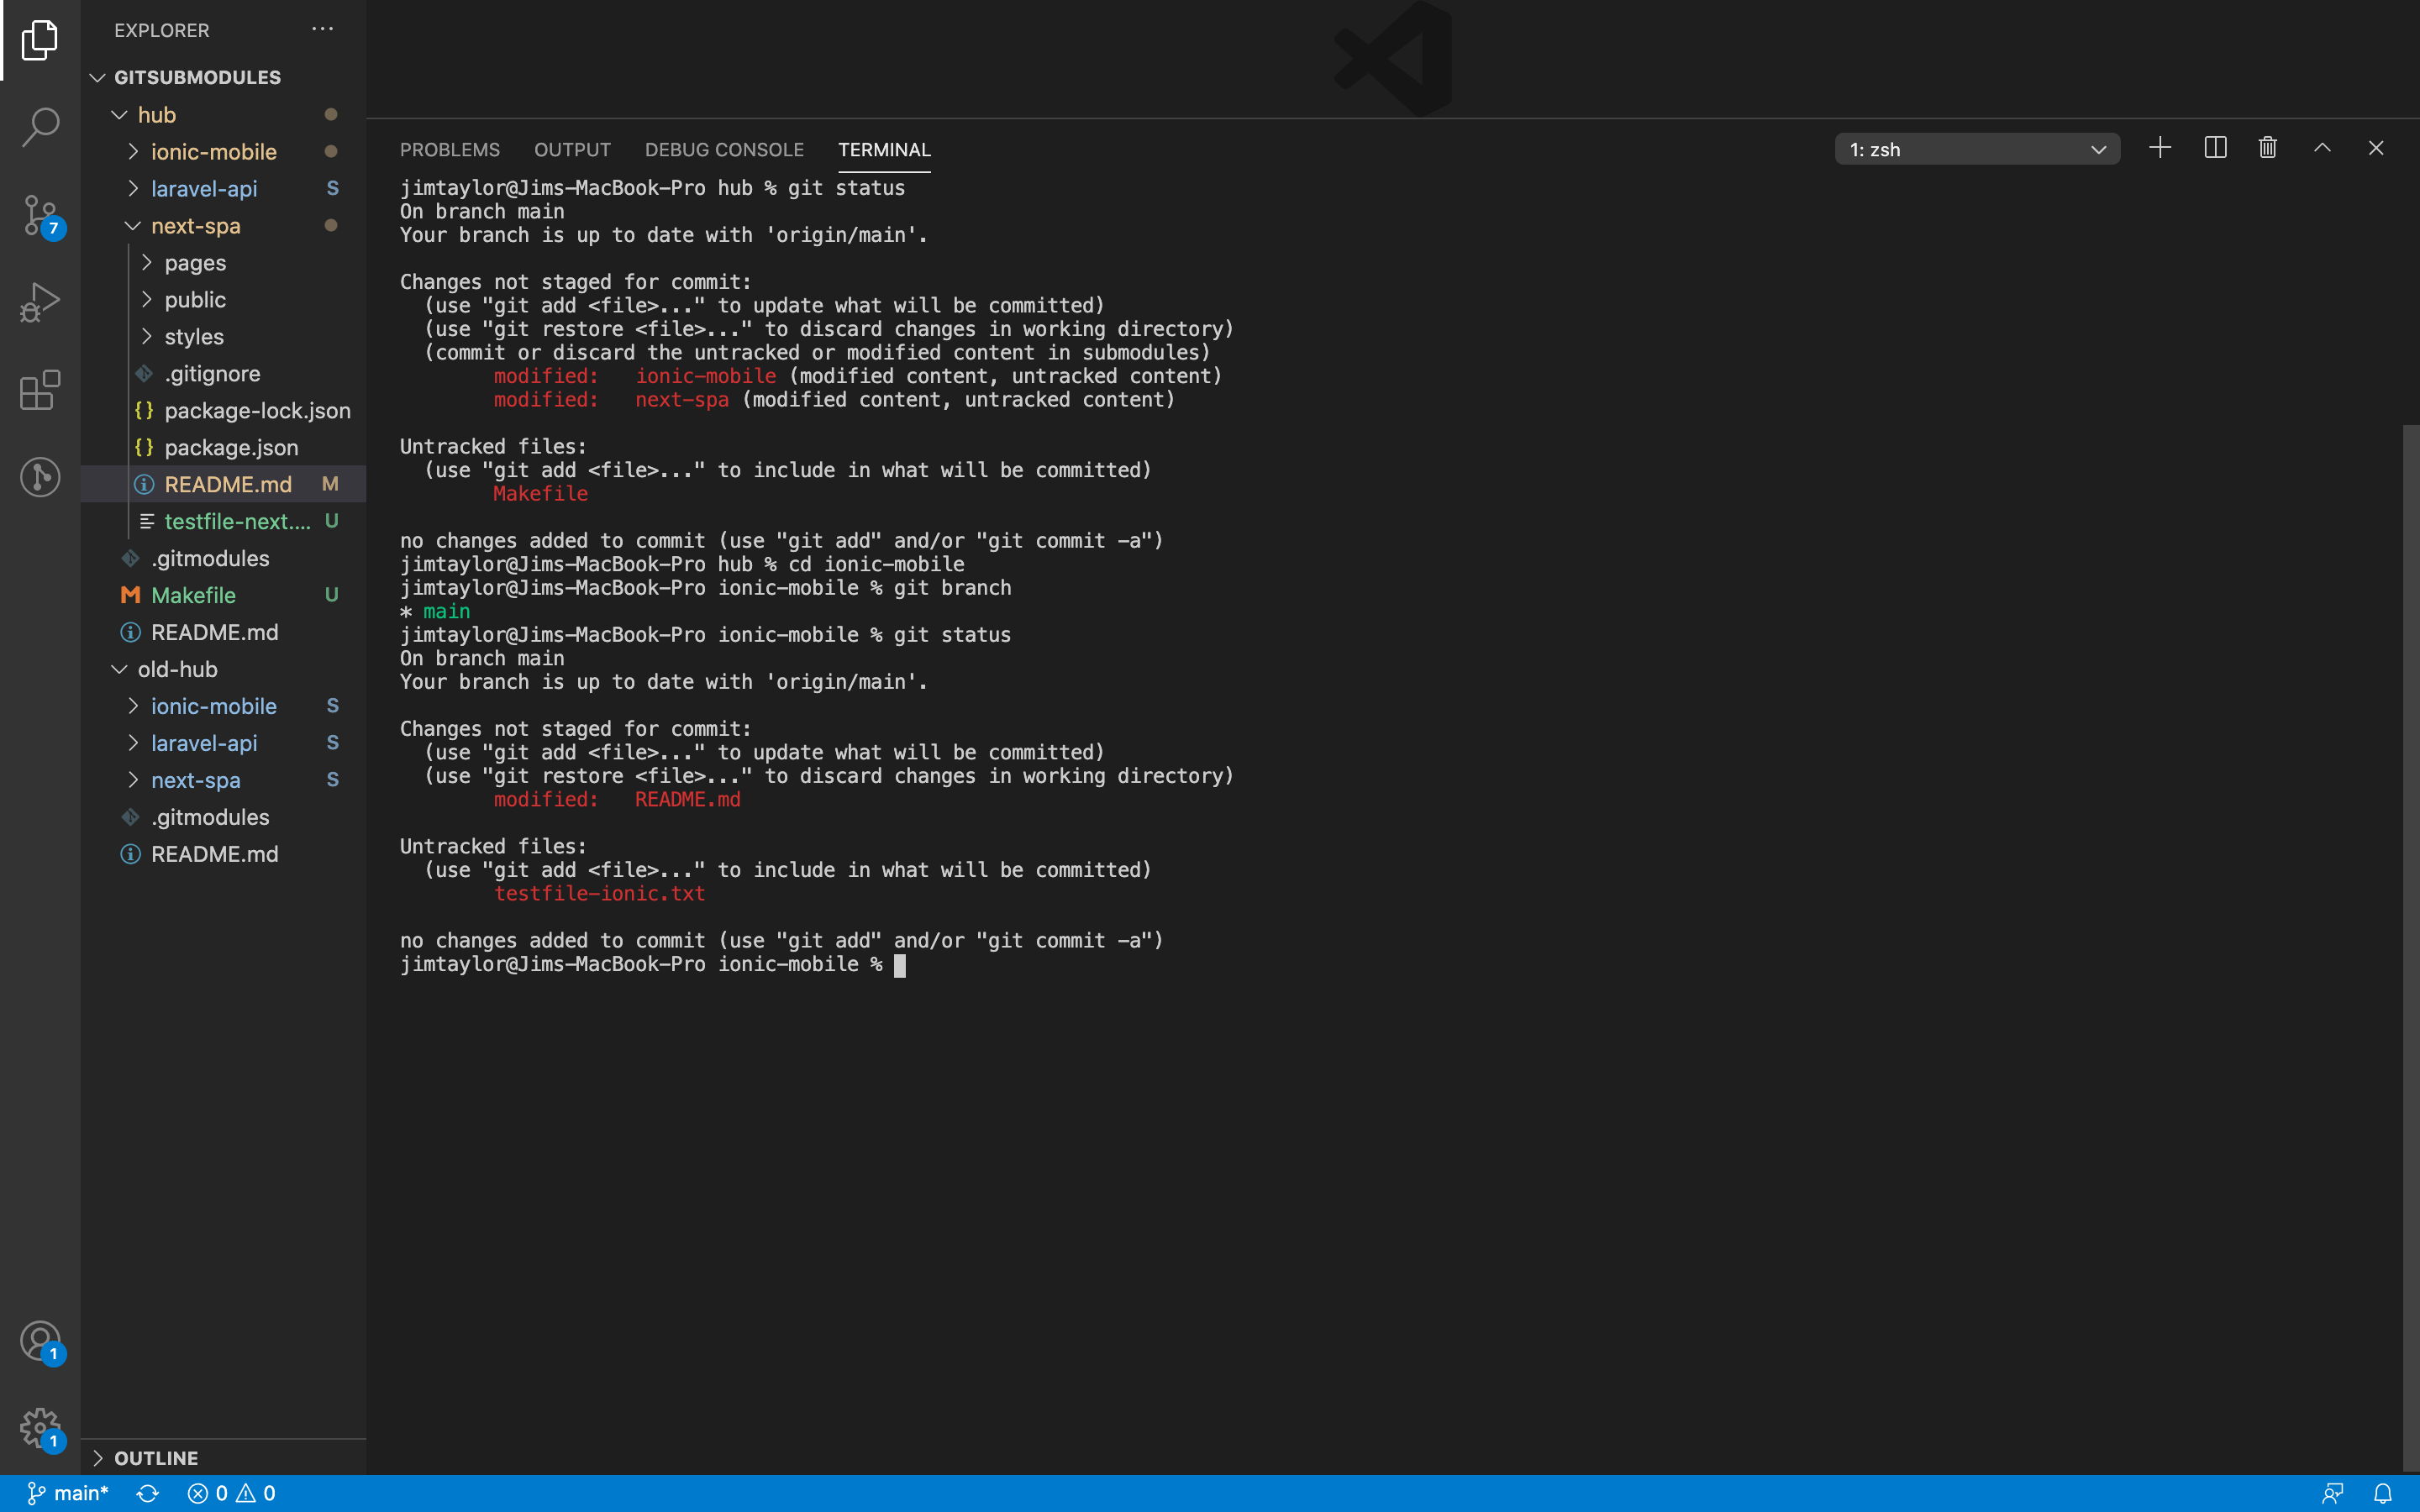 EXPLORER
GITSUBMODULES
hub
ionic-mobile
laravel-api S
next-spa
pages
public
styles
.gitignore
{} package-lock.json
{} package.json
README.md M
testfile-next.... U
.gitmodules
M Makefile U
README.md
old-hub
ionic-mobile S
laravel-api S
next-spa S
.gitmodules
README.md
OUTLINE
7
1
1
PROBLEMS OUTPUT DEBUG CONSOLE TERMINAL
1: zsh
jimtaylor@Jims-MacBook-Pro hub % git status
On branch main
Your branch is up to date with 'origin/main'.
Changes not staged for commit:
(use "git add <file>..." to update what will be committed)
(use "git restore <file>..." to discard changes in working directory)
(commit or discard the untracked or modified content in submodules)
modified: ionic-mobile (modified content, untracked content)
modified: next-spa (modified content, untracked content)
Untracked files:
(use "git add <file>..." to include in what will be committed)
Makefile
no changes added to commit (use "git add" and/or "git commit -a")
jimtaylor@Jims-MacBook-Pro hub % cd ionic-mobile
jimtaylor@Jims-MacBook-Pro ionic-mobile % git branch
* main
jimtaylor@Jims-MacBook-Pro ionic-mobile % git status
On branch main
Your branch is up to date with 'origin/main'.
Changes not staged for commit:
(use "git add <file>..." to update what will be committed)
(use "git restore <file>..." to discard changes in working directory)
modified: README.md
Untracked files:
(use "git add <file>..." to include in what will be committed)
testfile-ionic.txt
no changes added to commit (use "git add" and/or "git commit -a")
jimtaylor@Jims-MacBook-Pro ionic-mobile %
main* 0 0